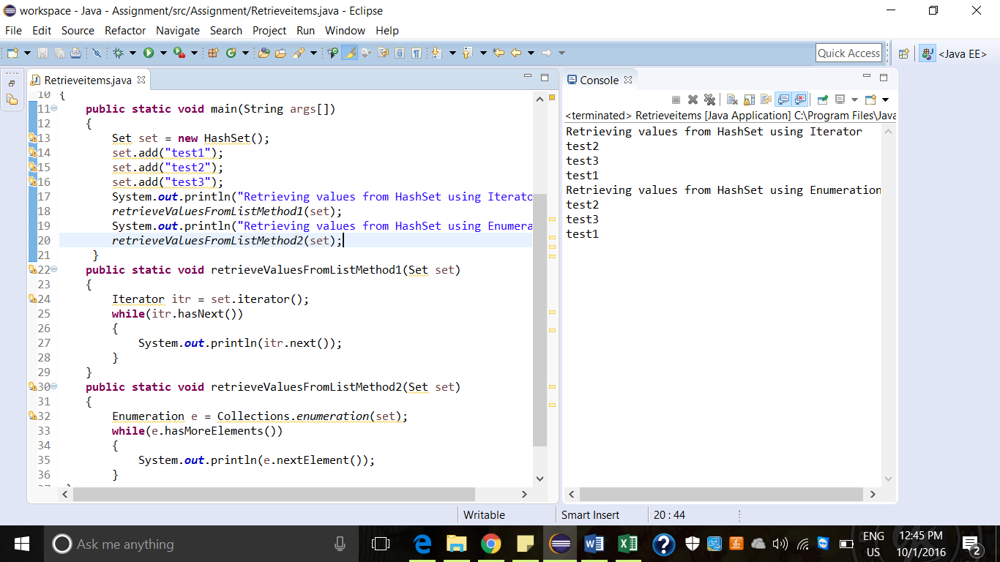 workspace - Java - Assignment/src/Assignment/Retrieveitems.java - Eclipse
File Edit Source Refactor Navigate Search Project Run Window Help
Quick Access
<Java EE>
Retrieveitems.java
10 {
11 public static void main(String args[])
12 {
13 Set set = new HashSet();
14 set.add("test1");
15 set.add("test2");
16 set.add("test3");
17 System.out.println("Retrieving values from HashSet using Iterato
18 retrieveValuesFromListMethod1(set);
19 System.out.println("Retrieving values from HashSet using Enumera
20 retrieveValuesFromListMethod2(set);
21 }
22 public static void retrieveValuesFromListMethod1(Set set)
23 {
24 Iterator itr = set.iterator();
25 while(itr.hasNext())
26 {
27 System.out.println(itr.next());
28 }
29 }
30 public static void retrieveValuesFromListMethod2(Set set)
31 {
32 Enumeration e = Collections.enumeration(set);
33 while(e.hasMoreElements())
34 {
35 System.out.println(e.nextElement());
36 }
Console
<terminated> Retrieveitems [Java Application] C:\Program Files\Java
Retrieving values from HashSet using Iterator
test2
test3
test1
Retrieving values from HashSet using Enumeration
test2
test3
test1
Writable Smart Insert 20 : 44
Ask me anything
ENG
US
12:45 PM
10/1/2016
2